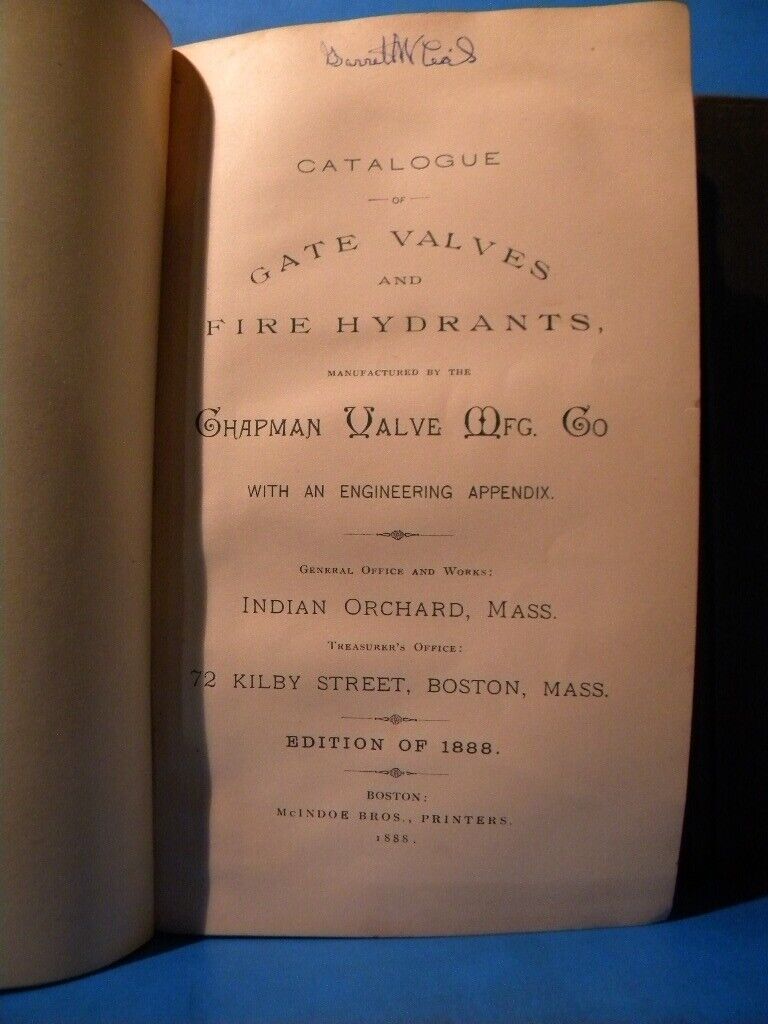 CATALOGUE
OF
GATE VALVES
AND
FIRE HYDRANTS,
MANUFACTURED BY THE
CHAPMAN VALVE MFG. CO
WITH AN ENGINEERING APPENDIX.
GENERAL OFFICE AND WORKS:
INDIAN ORCHARD, MASS.
TREASURER'S OFFICE:
72 KILBY STREET, BOSTON, MASS.
EDITION OF 1888.
BOSTON:
MCINDOE BROS., PRINTERS.
1888.